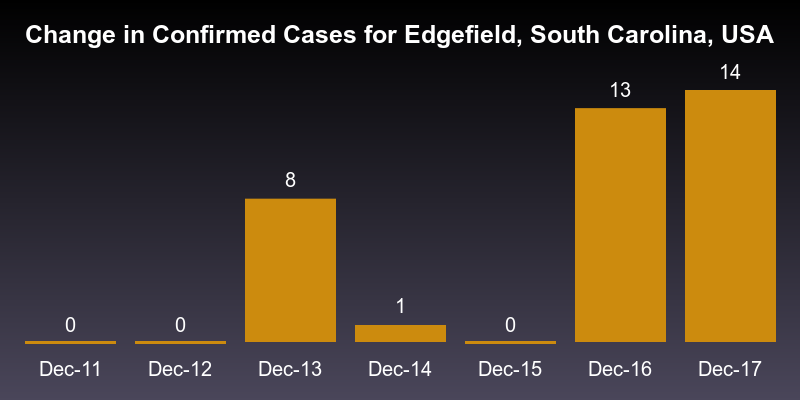 Change in Confirmed Cases for Edgefield, South Carolina, USA
14
13
8
1
0
0
0
Dec-11
Dec-12
Dec-13
Dec-14
Dec-15
Dec-16
Dec-17